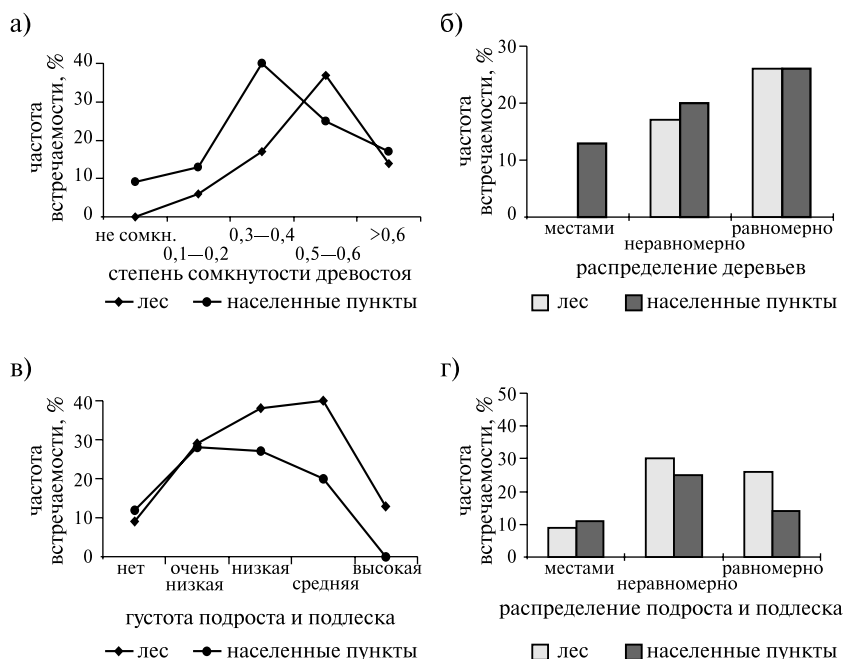 а)
частота
встречаемости, %
40
30
20
10
0
не сомкн.
0,1—0,2
0,3—0,4
0,5—0,6
>0,6
степень сомкнутости древостоя
лес
населенные пункты
б)
частота
встречаемости, %
30
20
10
0
местами
неравномерно
равномерно
распределение деревьев
лес
населенные пункты
в)
частота
встречаемости, %
40
30
20
10
0
нет
очень
низкая
низкая
средняя
высокая
густота подроста и подлеска
лес
населенные пункты
г)
частота
встречаемости, %
50
40
30
20
10
0
местами
неравномерно
равномерно
распределение подроста и подлеска
лес
населенные пункты